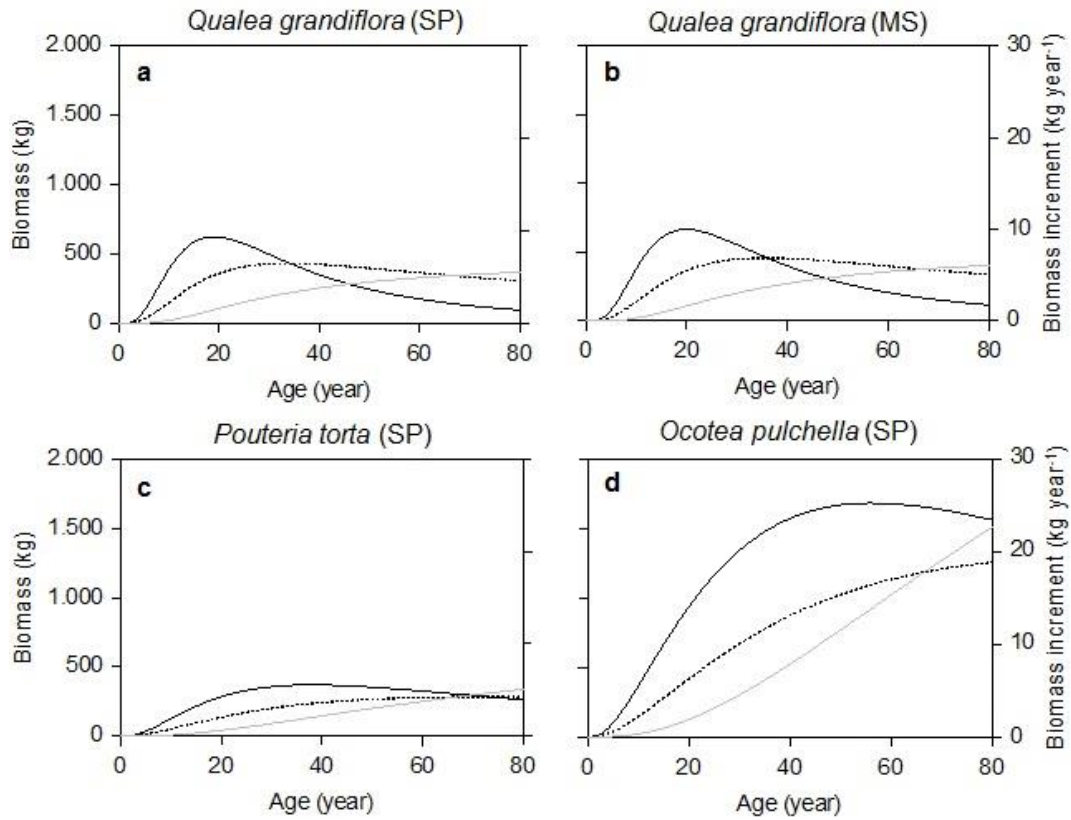 Qualea grandiflora (SP)
Qualea grandiflora (MS)
2.000
1.500
1.000
500
0
Biomass (kg)
a
0 20 40 60 80
Age (year)
b
30
20
10
0
Biomass increment (kg year-1)
0 20 40 60 80
Age (year)
Pouteria torta (SP)
Ocotea pulchella (SP)
2.000
1.500
1.000
500
0
Biomass (kg)
c
0 20 40 60 80
Age (year)
d
30
20
10
0
Biomass increment (kg year-1)
0 20 40 60 80
Age (year)